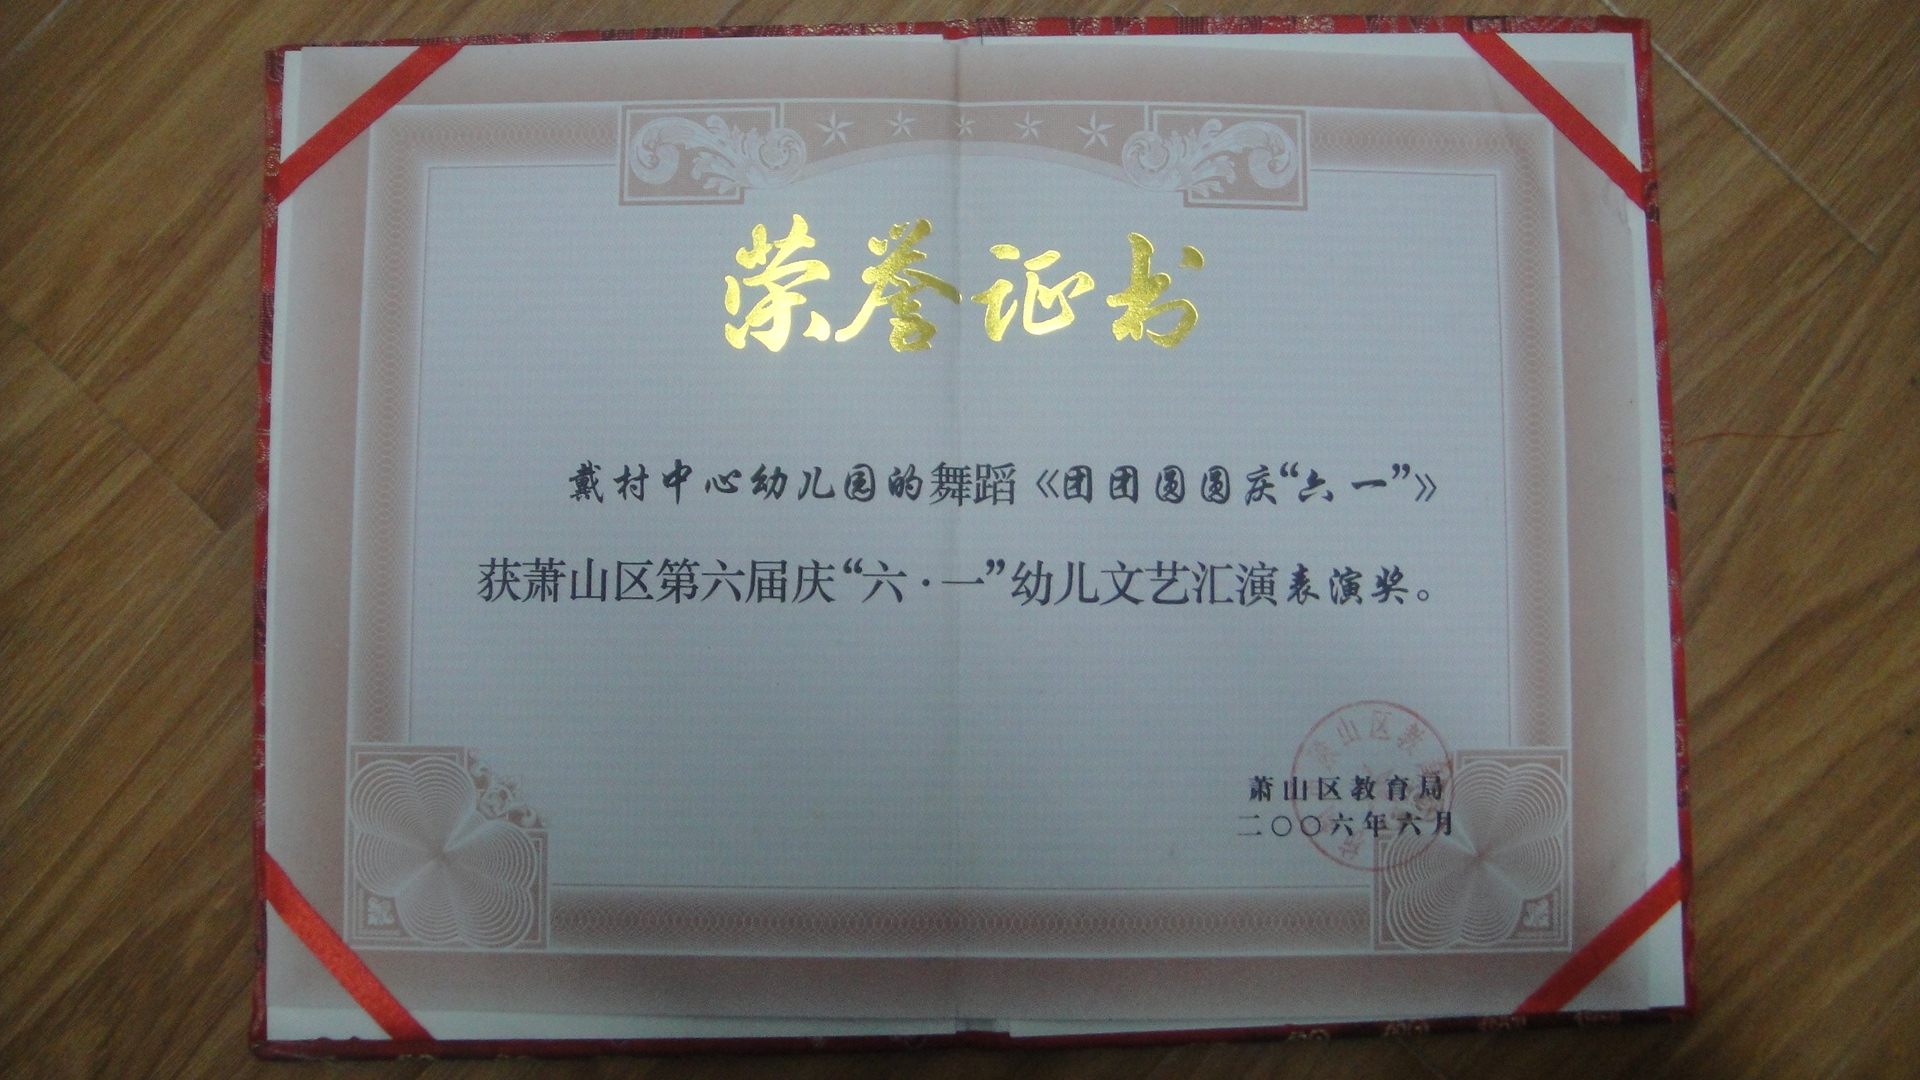 荣誉证书
戴村中心幼儿园的舞蹈《团团圆圆庆“六一”》
获萧山区第六届庆“六·一”幼儿文艺汇演表演奖。
萧山区教育局
二〇〇六年六月